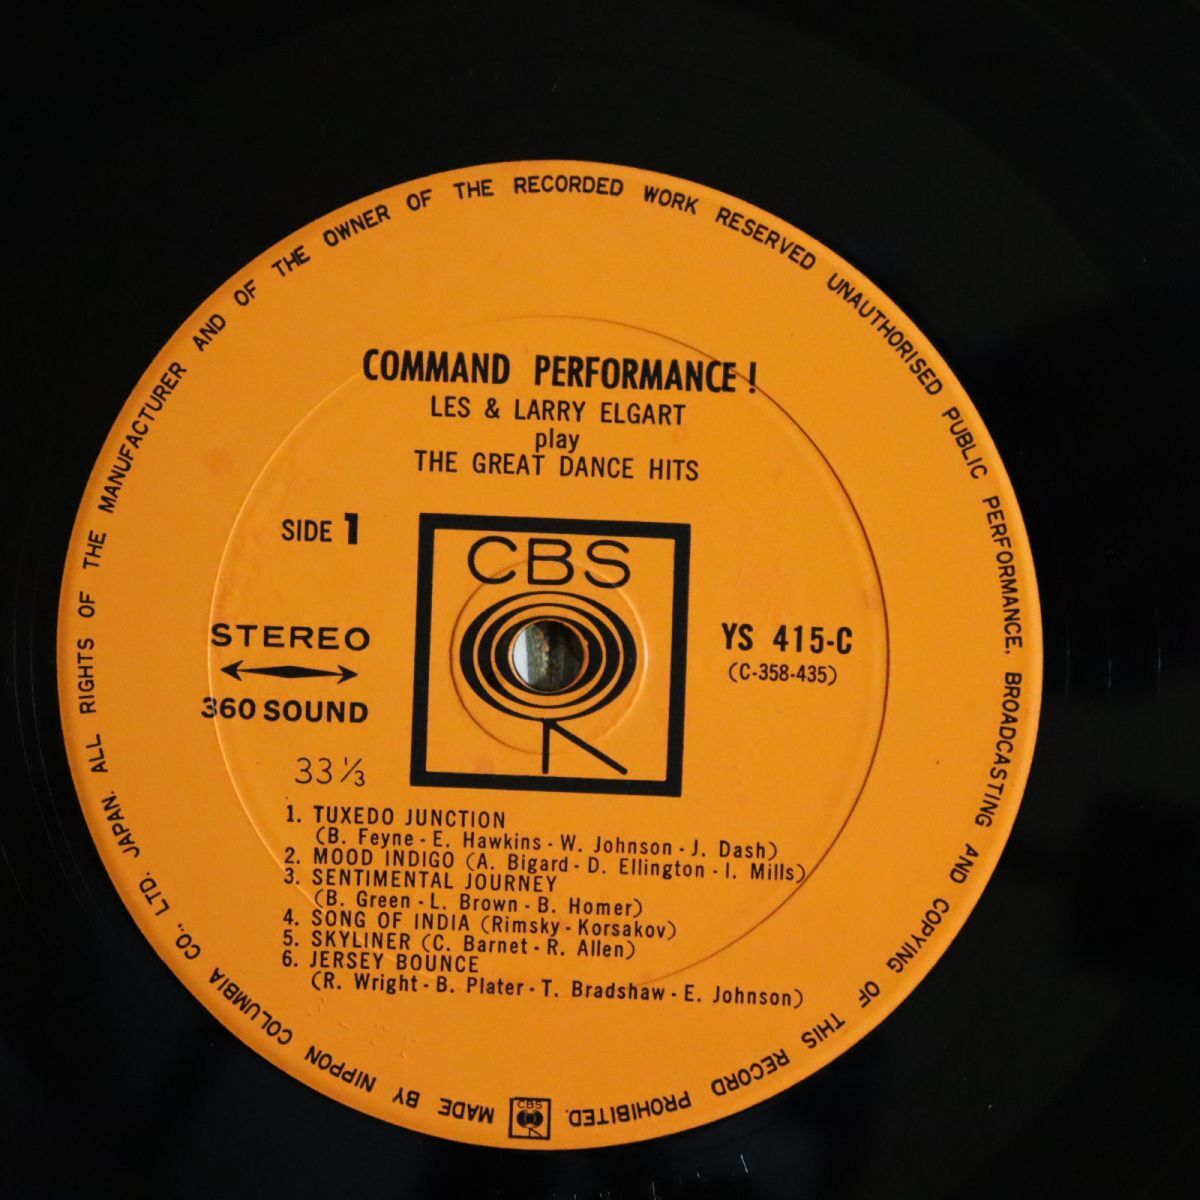 COMMAND PERFORMANCE!
LES & LARRY ELGART
play
THE GREAT DANCE HITS
SIDE 1
CBS
STEREO
360 SOUND
33 ⅓
YS 415-C
(C-358-435)
1. TUXEDO JUNCTION
(B. Feyne - E. Hawkins - W. Johnson - J. Dash)
2. MOOD INDIGO (A. Bigard - D. Ellington - I. Mills)
3. SENTIMENTAL JOURNEY
(B. Green - L. Brown - B. Homer)
4. SONG OF INDIA (Rimsky - Korsakov)
5. SKYLINER (C. Barnet - R. Allen)
6. JERSEY BOUNCE
(R. Wright - B. Plater - T. Bradshaw - E. Johnson)
MADE BY NIPPON COLUMBIA CO., LTD. JAPAN. ALL RIGHTS OF THE MANUFACTURER AND OF THE OWNER OF THE RECORDED WORK RESERVED UNAUTHORISED PUBLIC PERFORMANCE, BROADCASTING AND COPYING OF THIS RECORD PROHIBITED.
CBS